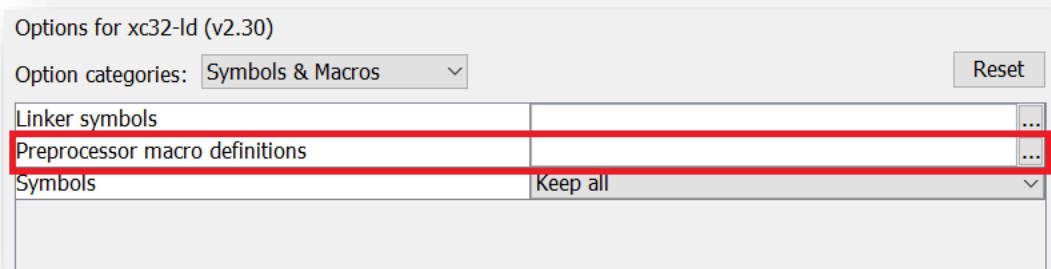 Options for xc32-ld (v2.30)
Option categories: Symbols & Macros Reset
Linker symbols ...
Preprocessor macro definitions ...
Symbols Keep all